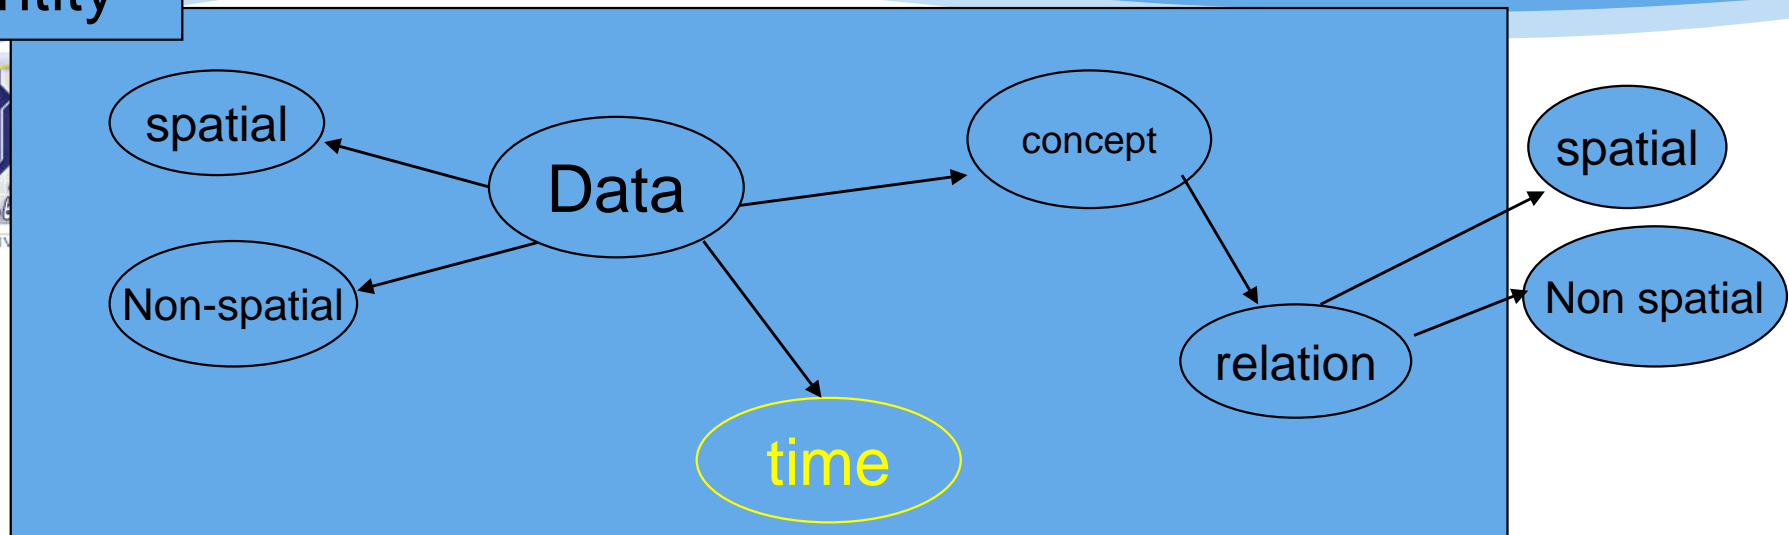 spatial
Data
concept
spatial
Non-spatial
Non spatial
relation
time